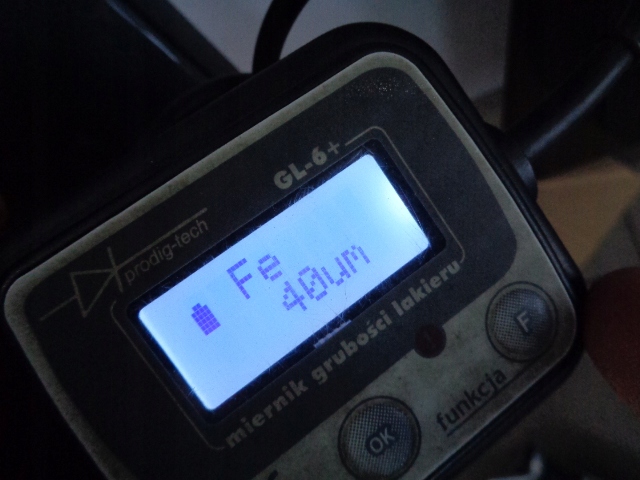 GL-6+
prodig-tech
Fe
40um
miernik grubości lakieru
F
funkcja
OK